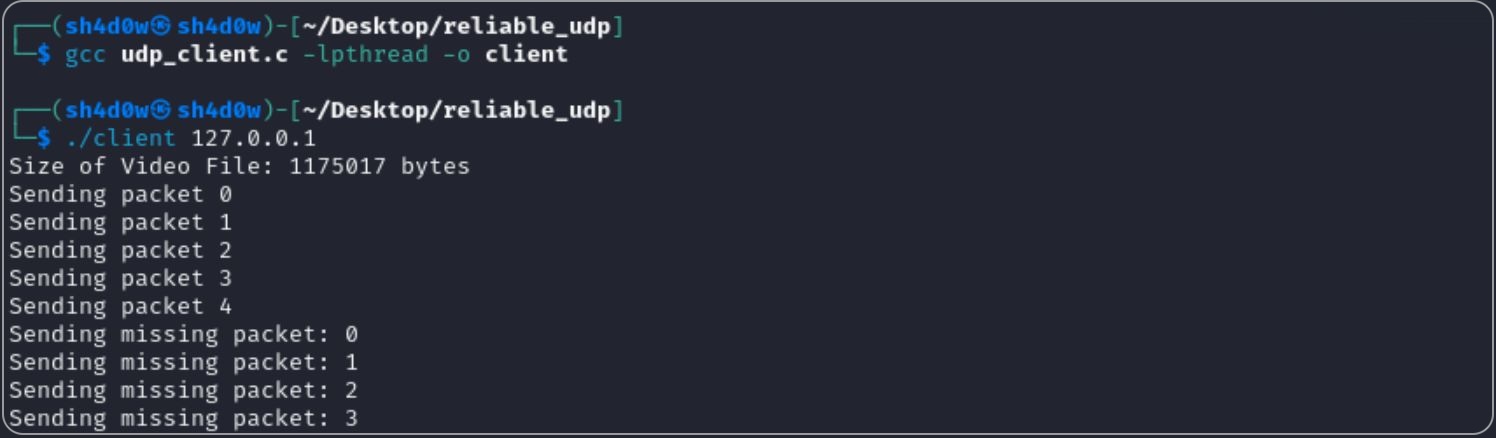 ┌──(sh4d0w㉿sh4d0w)-[~/Desktop/reliable_udp]
└─$ gcc udp_client.c -lpthread -o client
┌──(sh4d0w㉿sh4d0w)-[~/Desktop/reliable_udp]
└─$ ./client 127.0.0.1
Size of Video File: 1175017 bytes
Sending packet 0
Sending packet 1
Sending packet 2
Sending packet 3
Sending packet 4
Sending missing packet: 0
Sending missing packet: 1
Sending missing packet: 2
Sending missing packet: 3